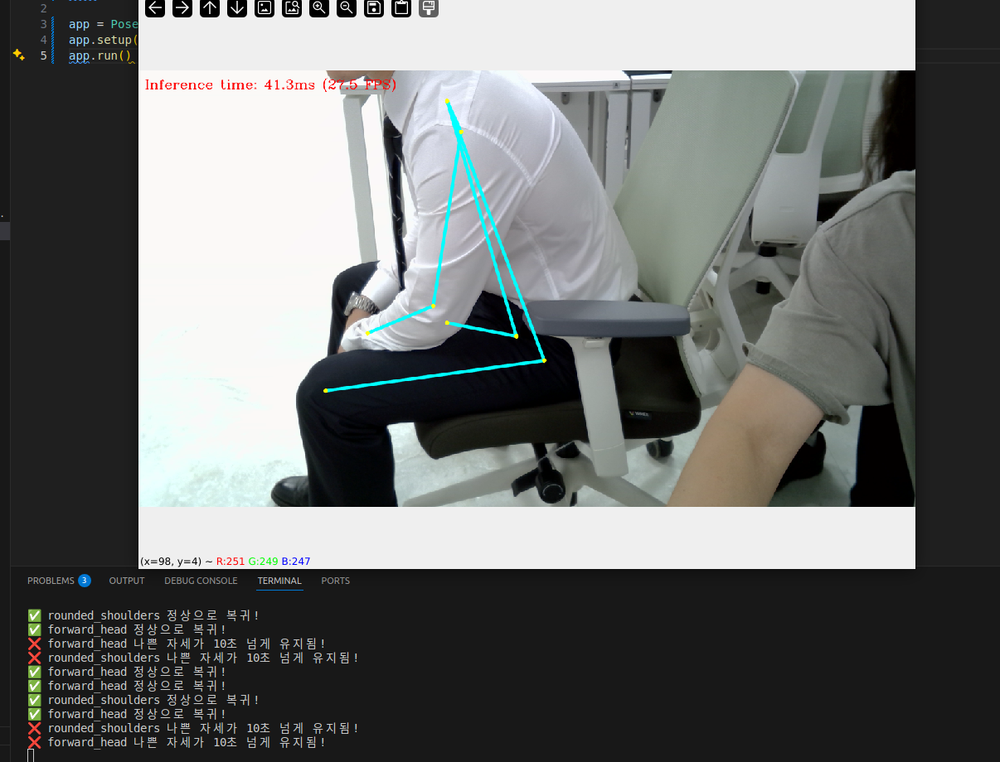 2
3 app = Pose
4 app.setup(
5 app.run()
Inference time: 41.3ms (27.5 FPS)
(x=98, y=4) ~ R:251 G:249 B:247
PROBLEMS 3 OUTPUT DEBUG CONSOLE TERMINAL PORTS
✅ rounded_shoulders 정상으로 복귀!
✅ forward_head 정상으로 복귀!
❌ forward_head 나쁜 자세가 10초 넘게 유지됨!
❌ rounded_shoulders 나쁜 자세가 10초 넘게 유지됨!
✅ forward_head 정상으로 복귀!
✅ forward_head 정상으로 복귀!
✅ rounded_shoulders 정상으로 복귀!
✅ forward_head 정상으로 복귀!
❌ rounded_shoulders 나쁜 자세가 10초 넘게 유지됨!
❌ forward_head 나쁜 자세가 10초 넘게 유지됨!